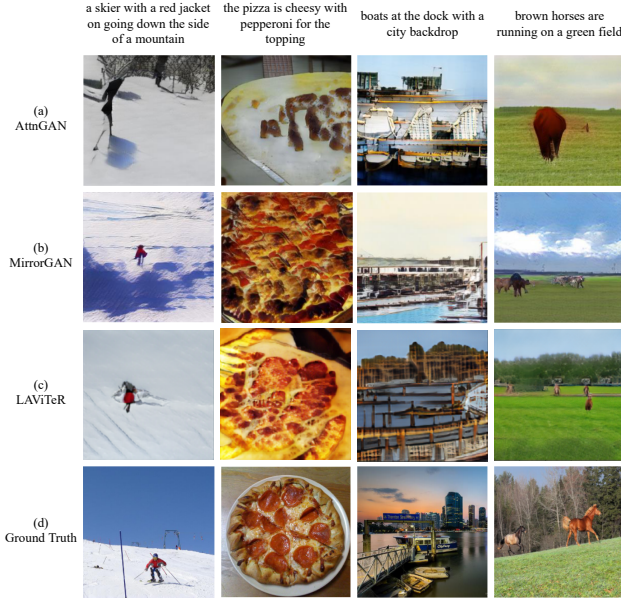 a skier with a red jacket
on going down the side
of a mountain
the pizza is cheesy with
pepperoni for the
topping
boats at the dock with a
city backdrop
brown horses are
running on a green field
(a)
AttnGAN
(b)
MirrorGAN
(c)
LAViTeR
(d)
Ground Truth